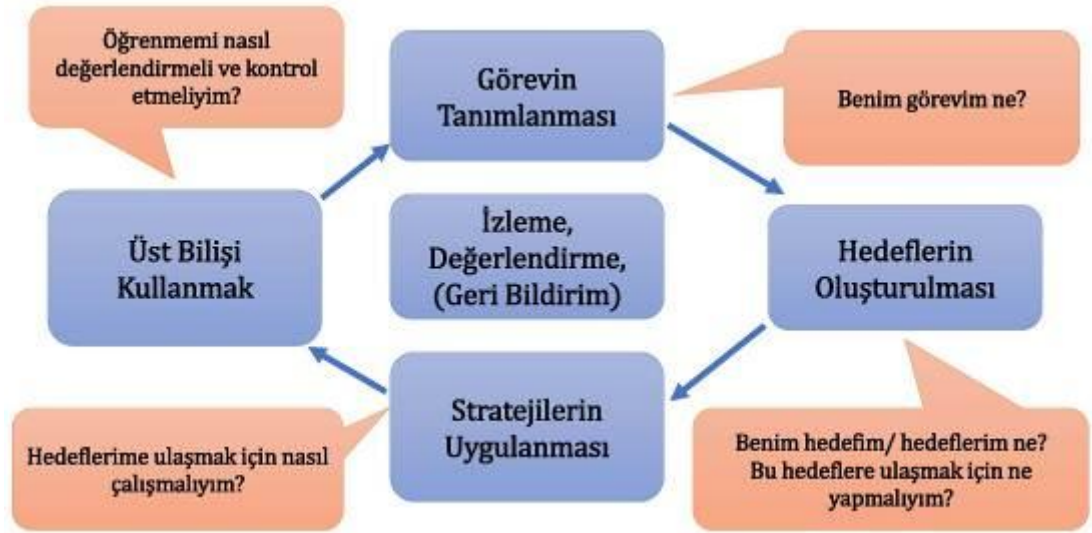 Öğrenmemi nasıl
değerlendirmeli ve kontrol
etmeliyim?
Görevin
Tanımlanması
Benim görevim ne?
Üst Bilişi
Kullanmak
İzleme,
Değerlendirme,
(Geri Bildirim)
Hedeflerin
Oluşturulması
Hedeflerime ulaşmak için nasıl
çalışmalıyım?
Stratejilerin
Uygulanması
Benim hedefim/ hedeflerim ne?
Bu hedeflere ulaşmak için ne
yapmalıyım?